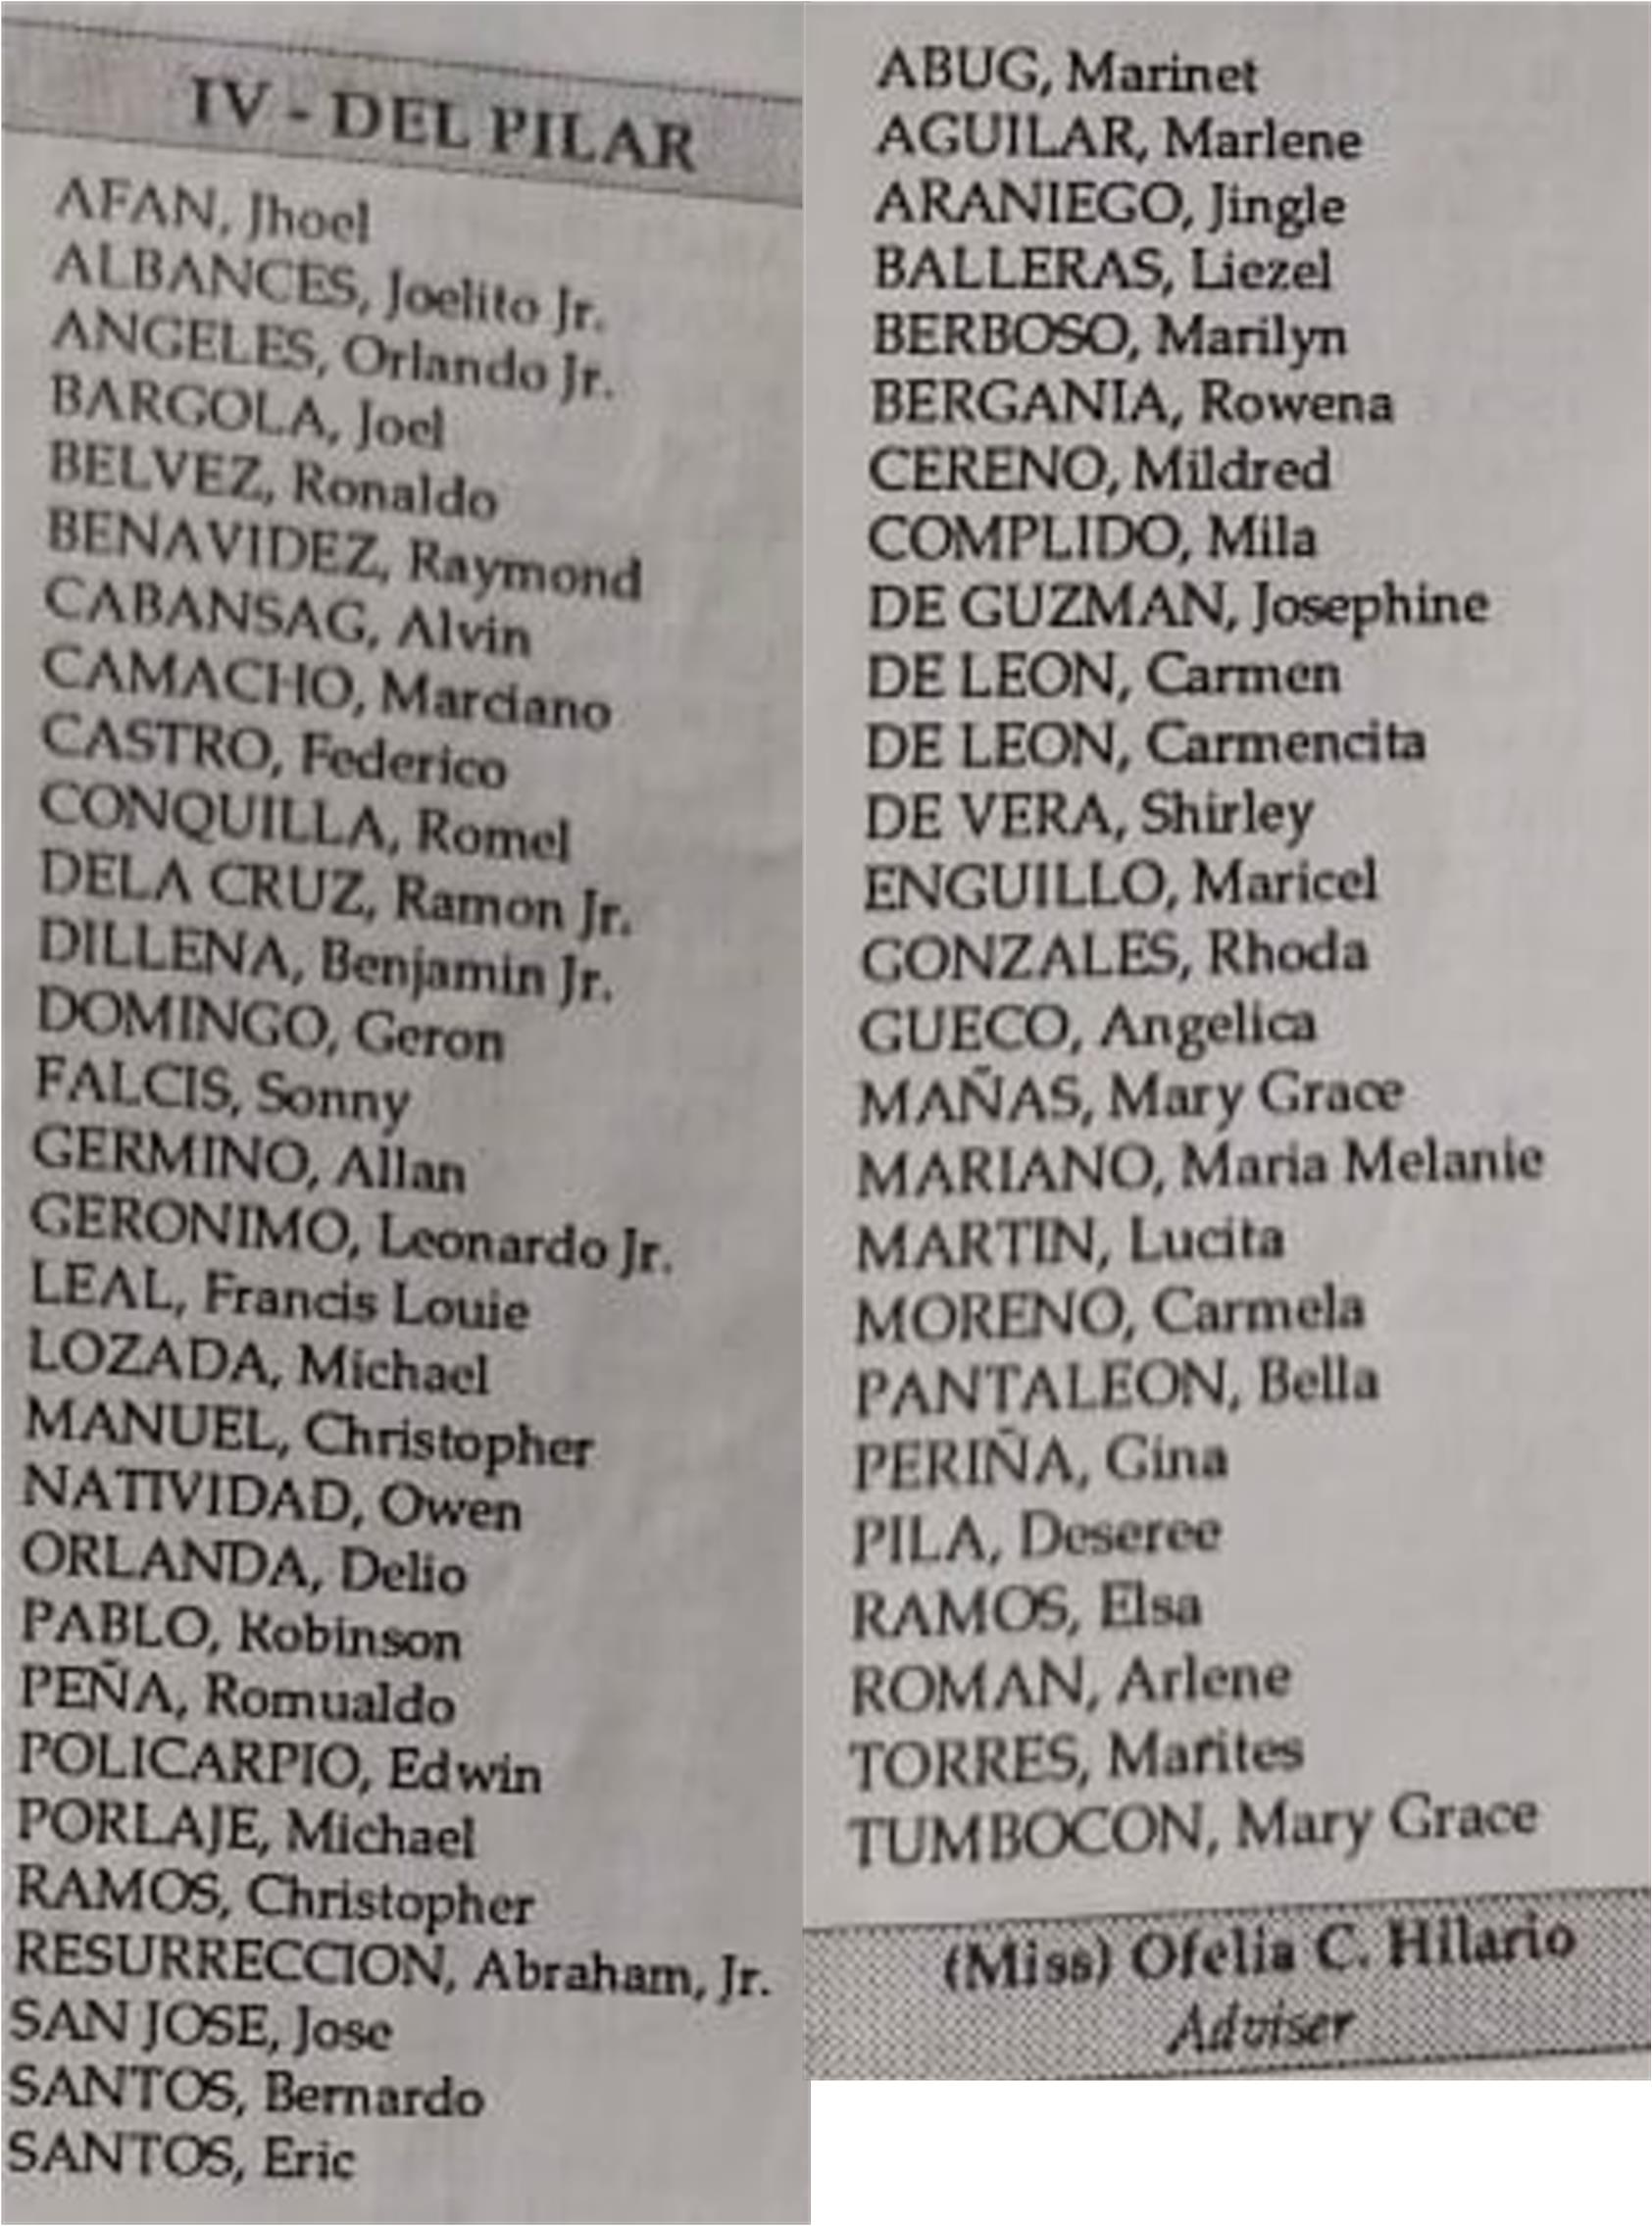 IV - DEL PILAR
AFAN, Jhoel
ALBANCES, Joelito Jr.
ANGELES, Orlando Jr.
BARGOLA, Joel
BELVEZ, Ronaldo
BENAVIDEZ, Raymond
CABANSAG, Alvin
CAMACHO, Marciano
CASTRO, Federico
CONQUILLA, Romel
DELA CRUZ, Ramon Jr.
DILLENA, Benjamin Jr.
DOMINGO, Geron
FALCIS, Sonny
GERMINO, Allan
GERONIMO, Leonardo Jr.
LEAL, Francis Louie
LOZADA, Michael
MANUEL, Christopher
NATIVIDAD, Owen
ORLANDA, Delio
PABLO, Robinson
PEÑA, Romualdo
POLICARPIO, Edwin
PORLAJE, Michael
RAMOS, Christopher
RESURRECCION, Abraham, Jr.
SAN JOSE, Jose
SANTOS, Bernardo
SANTOS, Eric
ABUG, Marinet
AGUILAR, Marlene
ARANIEGO, Jingle
BALLERAS, Liezel
BERBOSO, Marilyn
BERGANIA, Rowena
CERENO, Mildred
COMPLIDO, Mila
DE GUZMAN, Josephine
DE LEON, Carmen
DE LEON, Carmencita
DE VERA, Shirley
ENGUILLO, Maricel
GONZALES, Rhoda
GUECO, Angelica
MAÑAS, Mary Grace
MARIANO, Maria Melanie
MARTIN, Lucita
MORENO, Carmela
PANTALEON, Bella
PERIÑA, Gina
PILA, Deseree
RAMOS, Elsa
ROMAN, Arlene
TORRES, Marites
TUMBOCON, Mary Grace
(Miss) Ofelia C. Hilario
Adviser